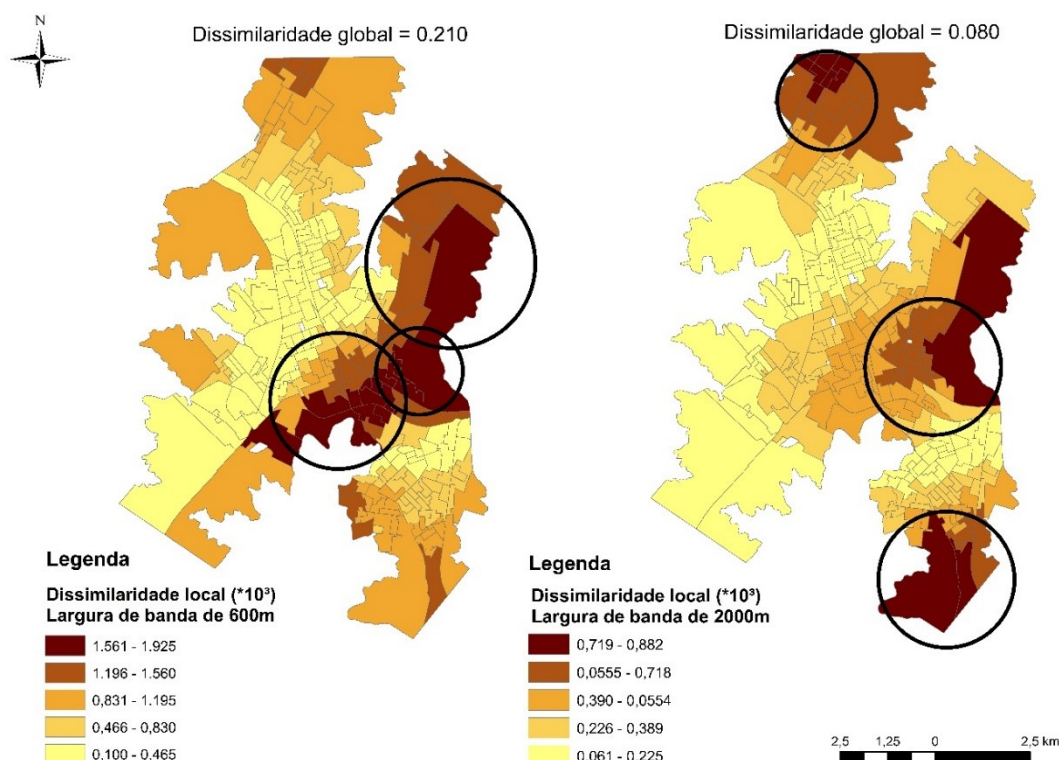 N
Dissimilaridade global = 0.210
Dissimilaridade global = 0.080
Legenda
Dissimilaridade local (*10³)
Largura de banda de 600m
1.561 - 1.925
1.196 - 1.560
0,831 - 1.195
0,466 - 0,830
0.100 - 0.465
Legenda
Dissimilaridade local (*10³)
Largura de banda de 2000m
0,719 - 0,882
0,0555 - 0,718
0,390 - 0,0554
0,226 - 0,389
0.061 - 0,225
2,5 1,25 0 2,5 km